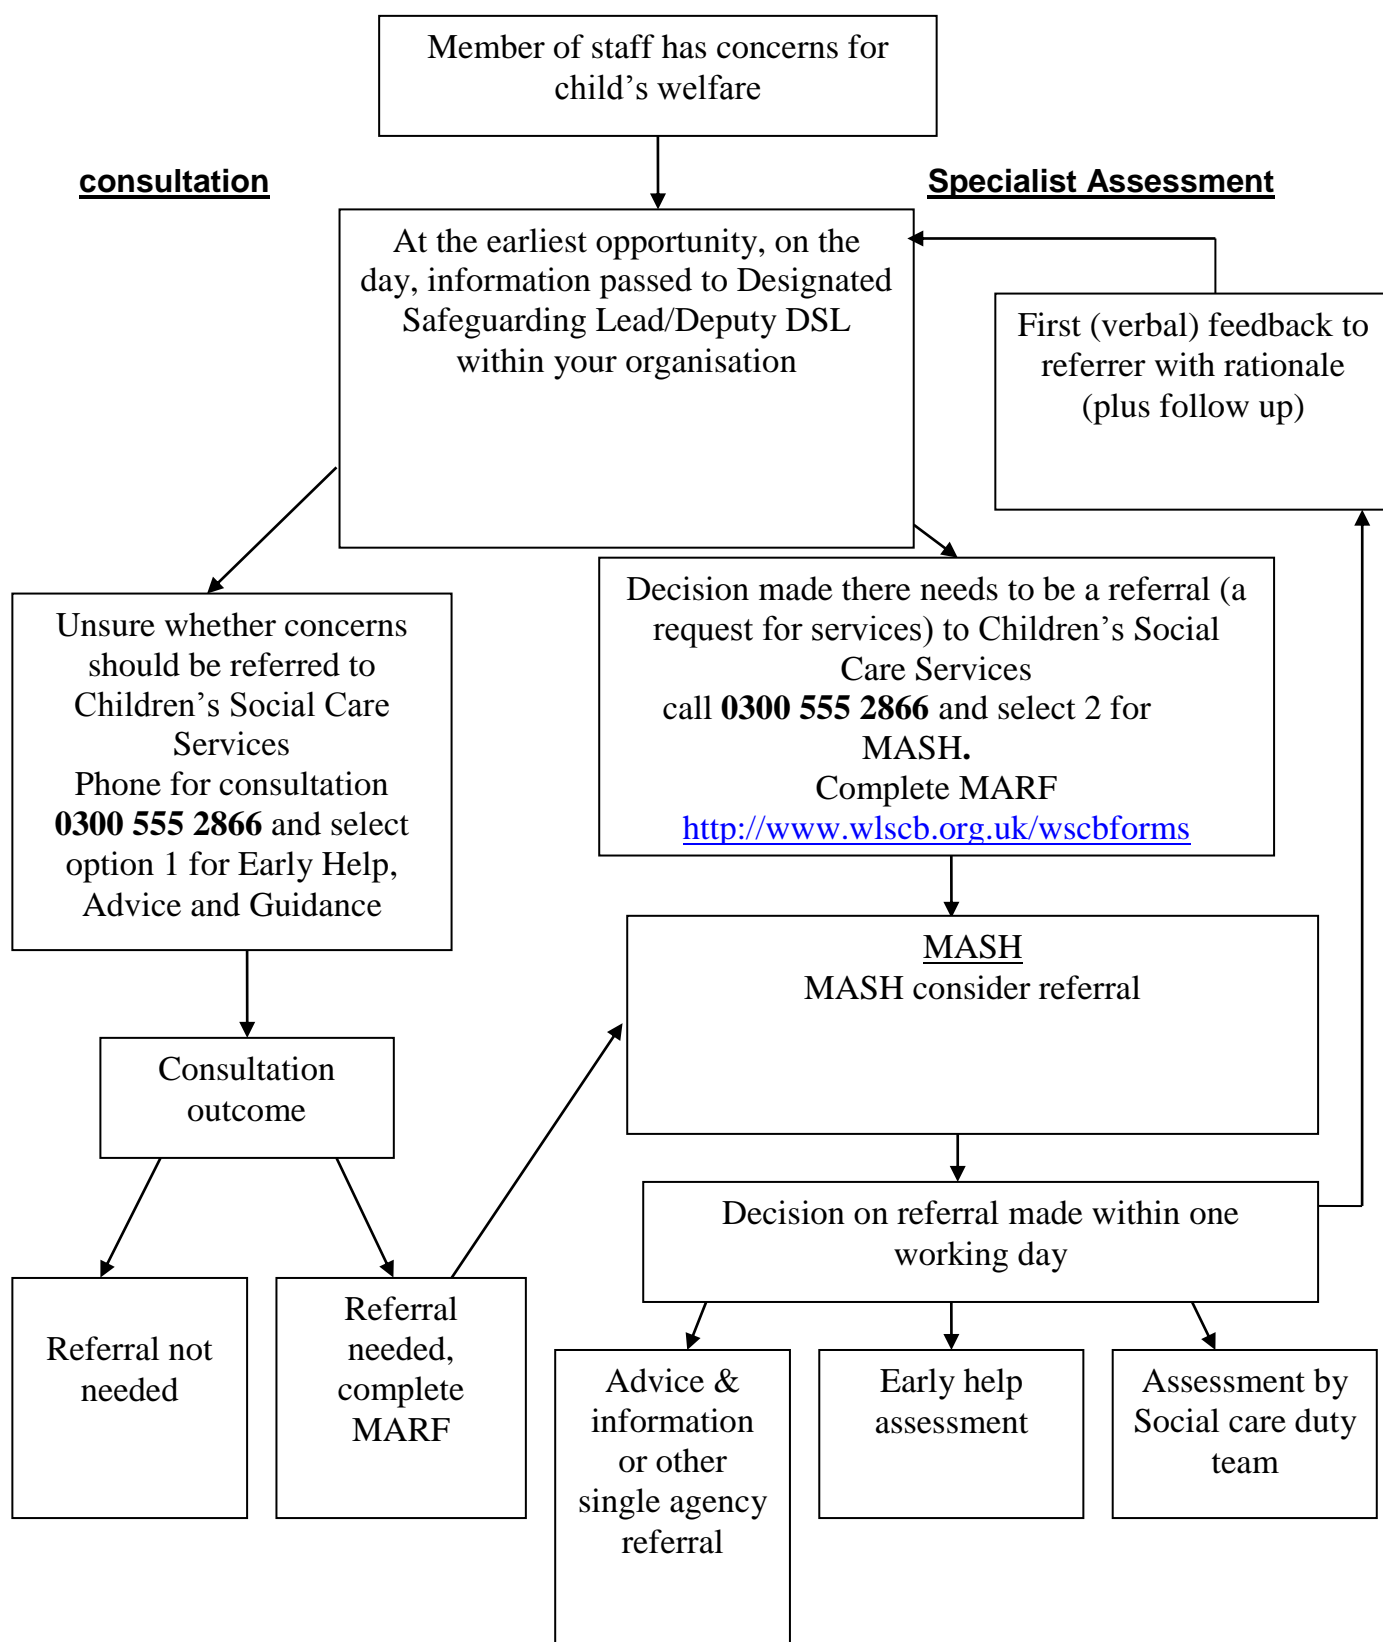 Member of staff has concerns for
child’s welfare
consultation
Specialist Assessment
At the earliest opportunity, on the
day, information passed to Designated
Safeguarding Lead/Deputy DSL
within your organisation
First (verbal) feedback to
referrer with rationale
(plus follow up)
Unsure whether concerns
should be referred to
Children’s Social Care
Services
Phone for consultation
0300 555 2866 and select
option 1 for Early Help,
Advice and Guidance
Decision made there needs to be a referral (a
request for services) to Children’s Social
Care Services
call 0300 555 2866 and select 2 for
MASH.
Complete MARF
http://www.wlscb.org.uk/wscbforms
MASH
MASH consider referral
Consultation
outcome
Decision on referral made within one
working day
Referral not
needed
Referral
needed,
complete
MARF
Advice &
information
or other
single agency
referral
Early help
assessment
Assessment by
Social care duty
team